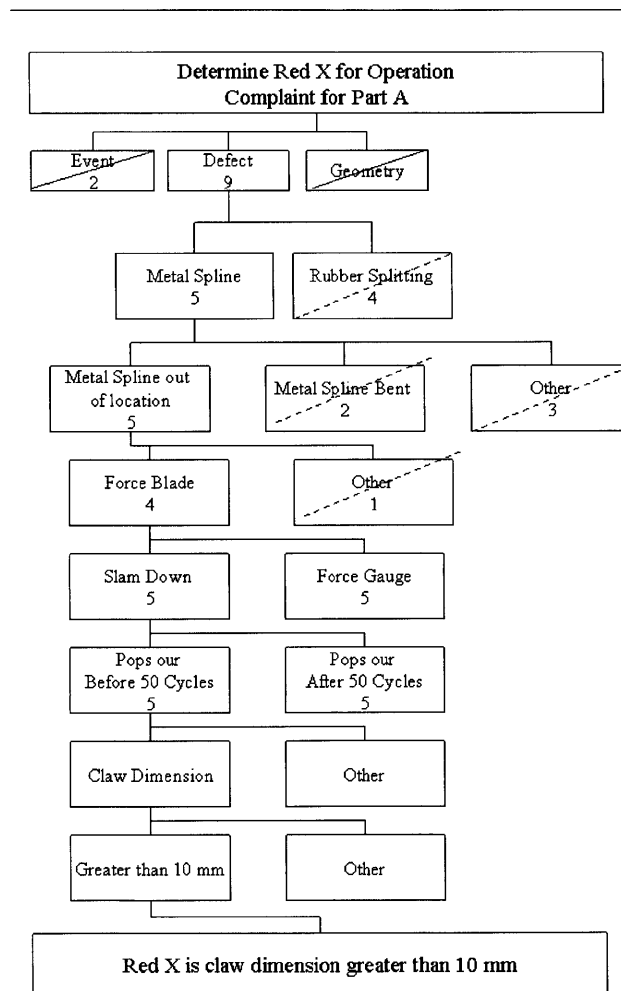 Determine Red X for Operation
Complaint for Part A
Event
2
Defect
9
Geometry
Metal Spline
5
Rubber Splitting
4
Metal Spline out
of location
5
Metal Spline Bent
2
Other
3
Force Blade
4
Other
1
Slam Down
5
Force Gauge
5
Pops our
Before 50 Cycles
5
Pops our
After 50 Cycles
5
Claw Dimension
Other
Greater than 10 mm
Other
Red X is claw dimension greater than 10 mm